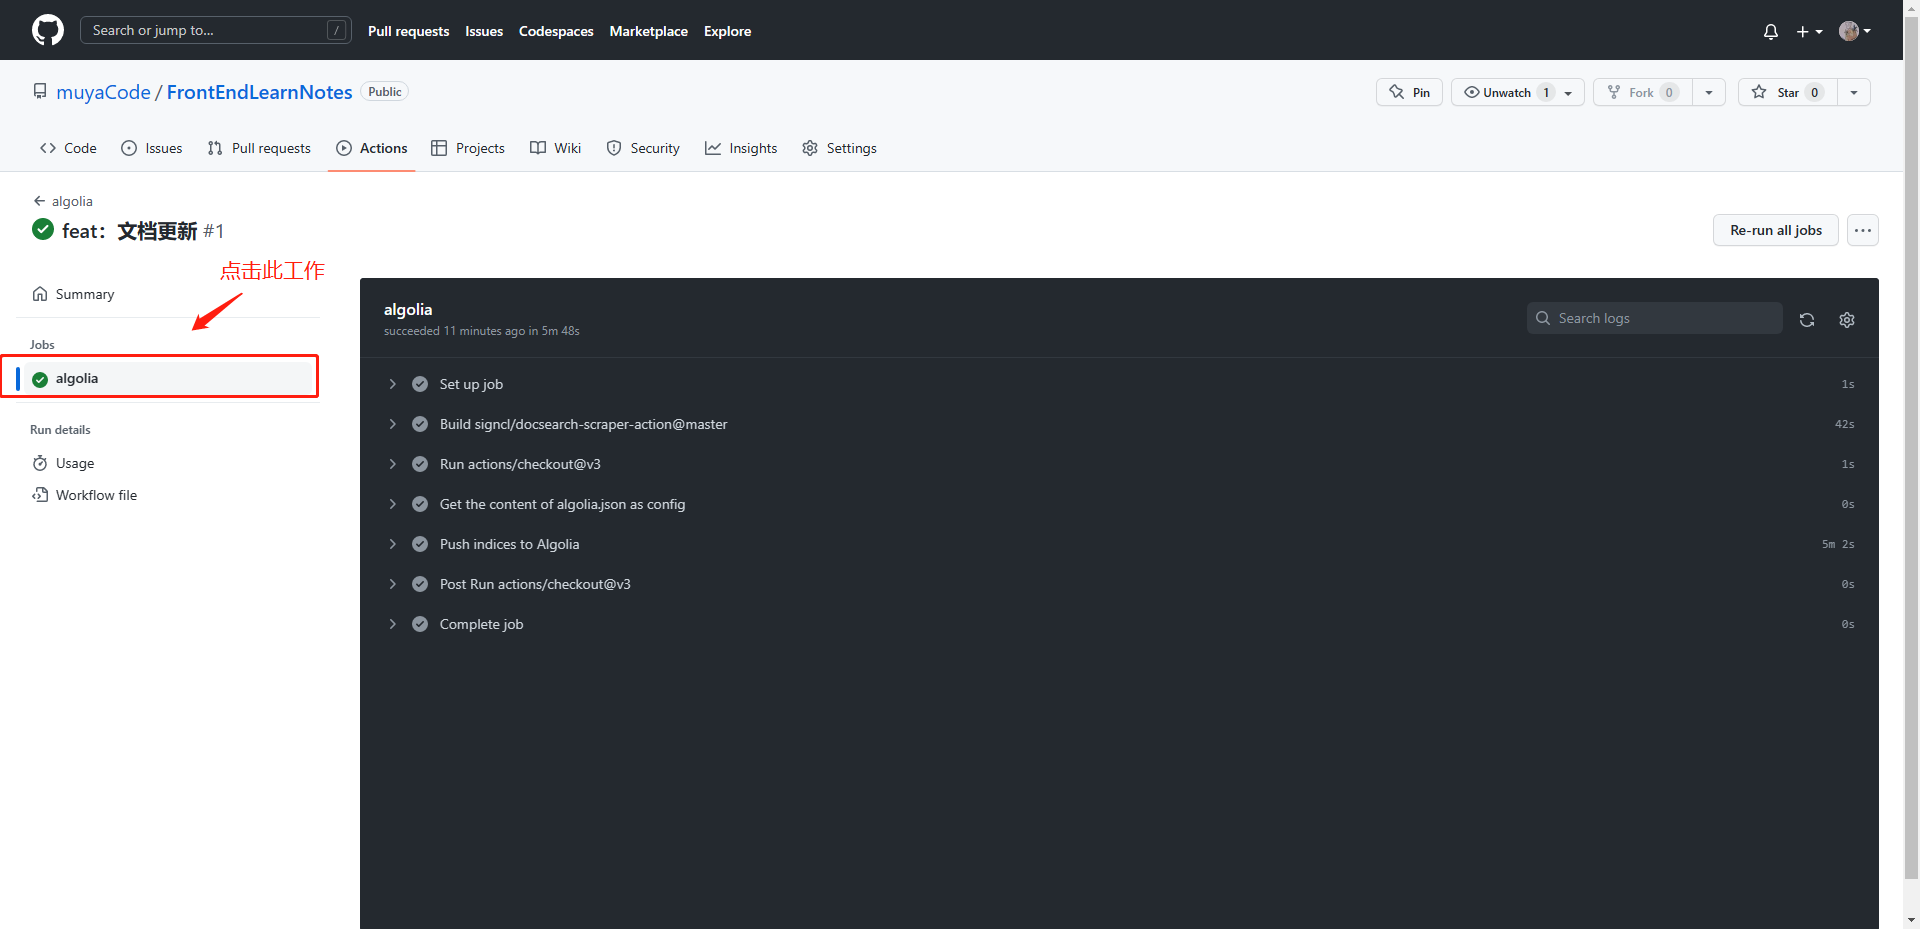 Search or jump to... /
Pull requests Issues Codespaces Marketplace Explore
muyaCode / FrontEndLearnNotes Public
Pin Unwatch 1 Fork 0 Star 0
Code Issues Pull requests Actions Projects Wiki Security Insights Settings
algolia
feat：文档更新 #1
Re-run all jobs
点击此工作
Summary
Jobs
algolia
Run details
Usage
Workflow file
algolia
succeeded 11 minutes ago in 5m 48s
Search logs
Set up job 1s
Build signcl/docsearch-scraper-action@master 42s
Run actions/checkout@v3 1s
Get the content of algolia.json as config 0s
Push indices to Algolia 5m 2s
Post Run actions/checkout@v3 0s
Complete job 0s